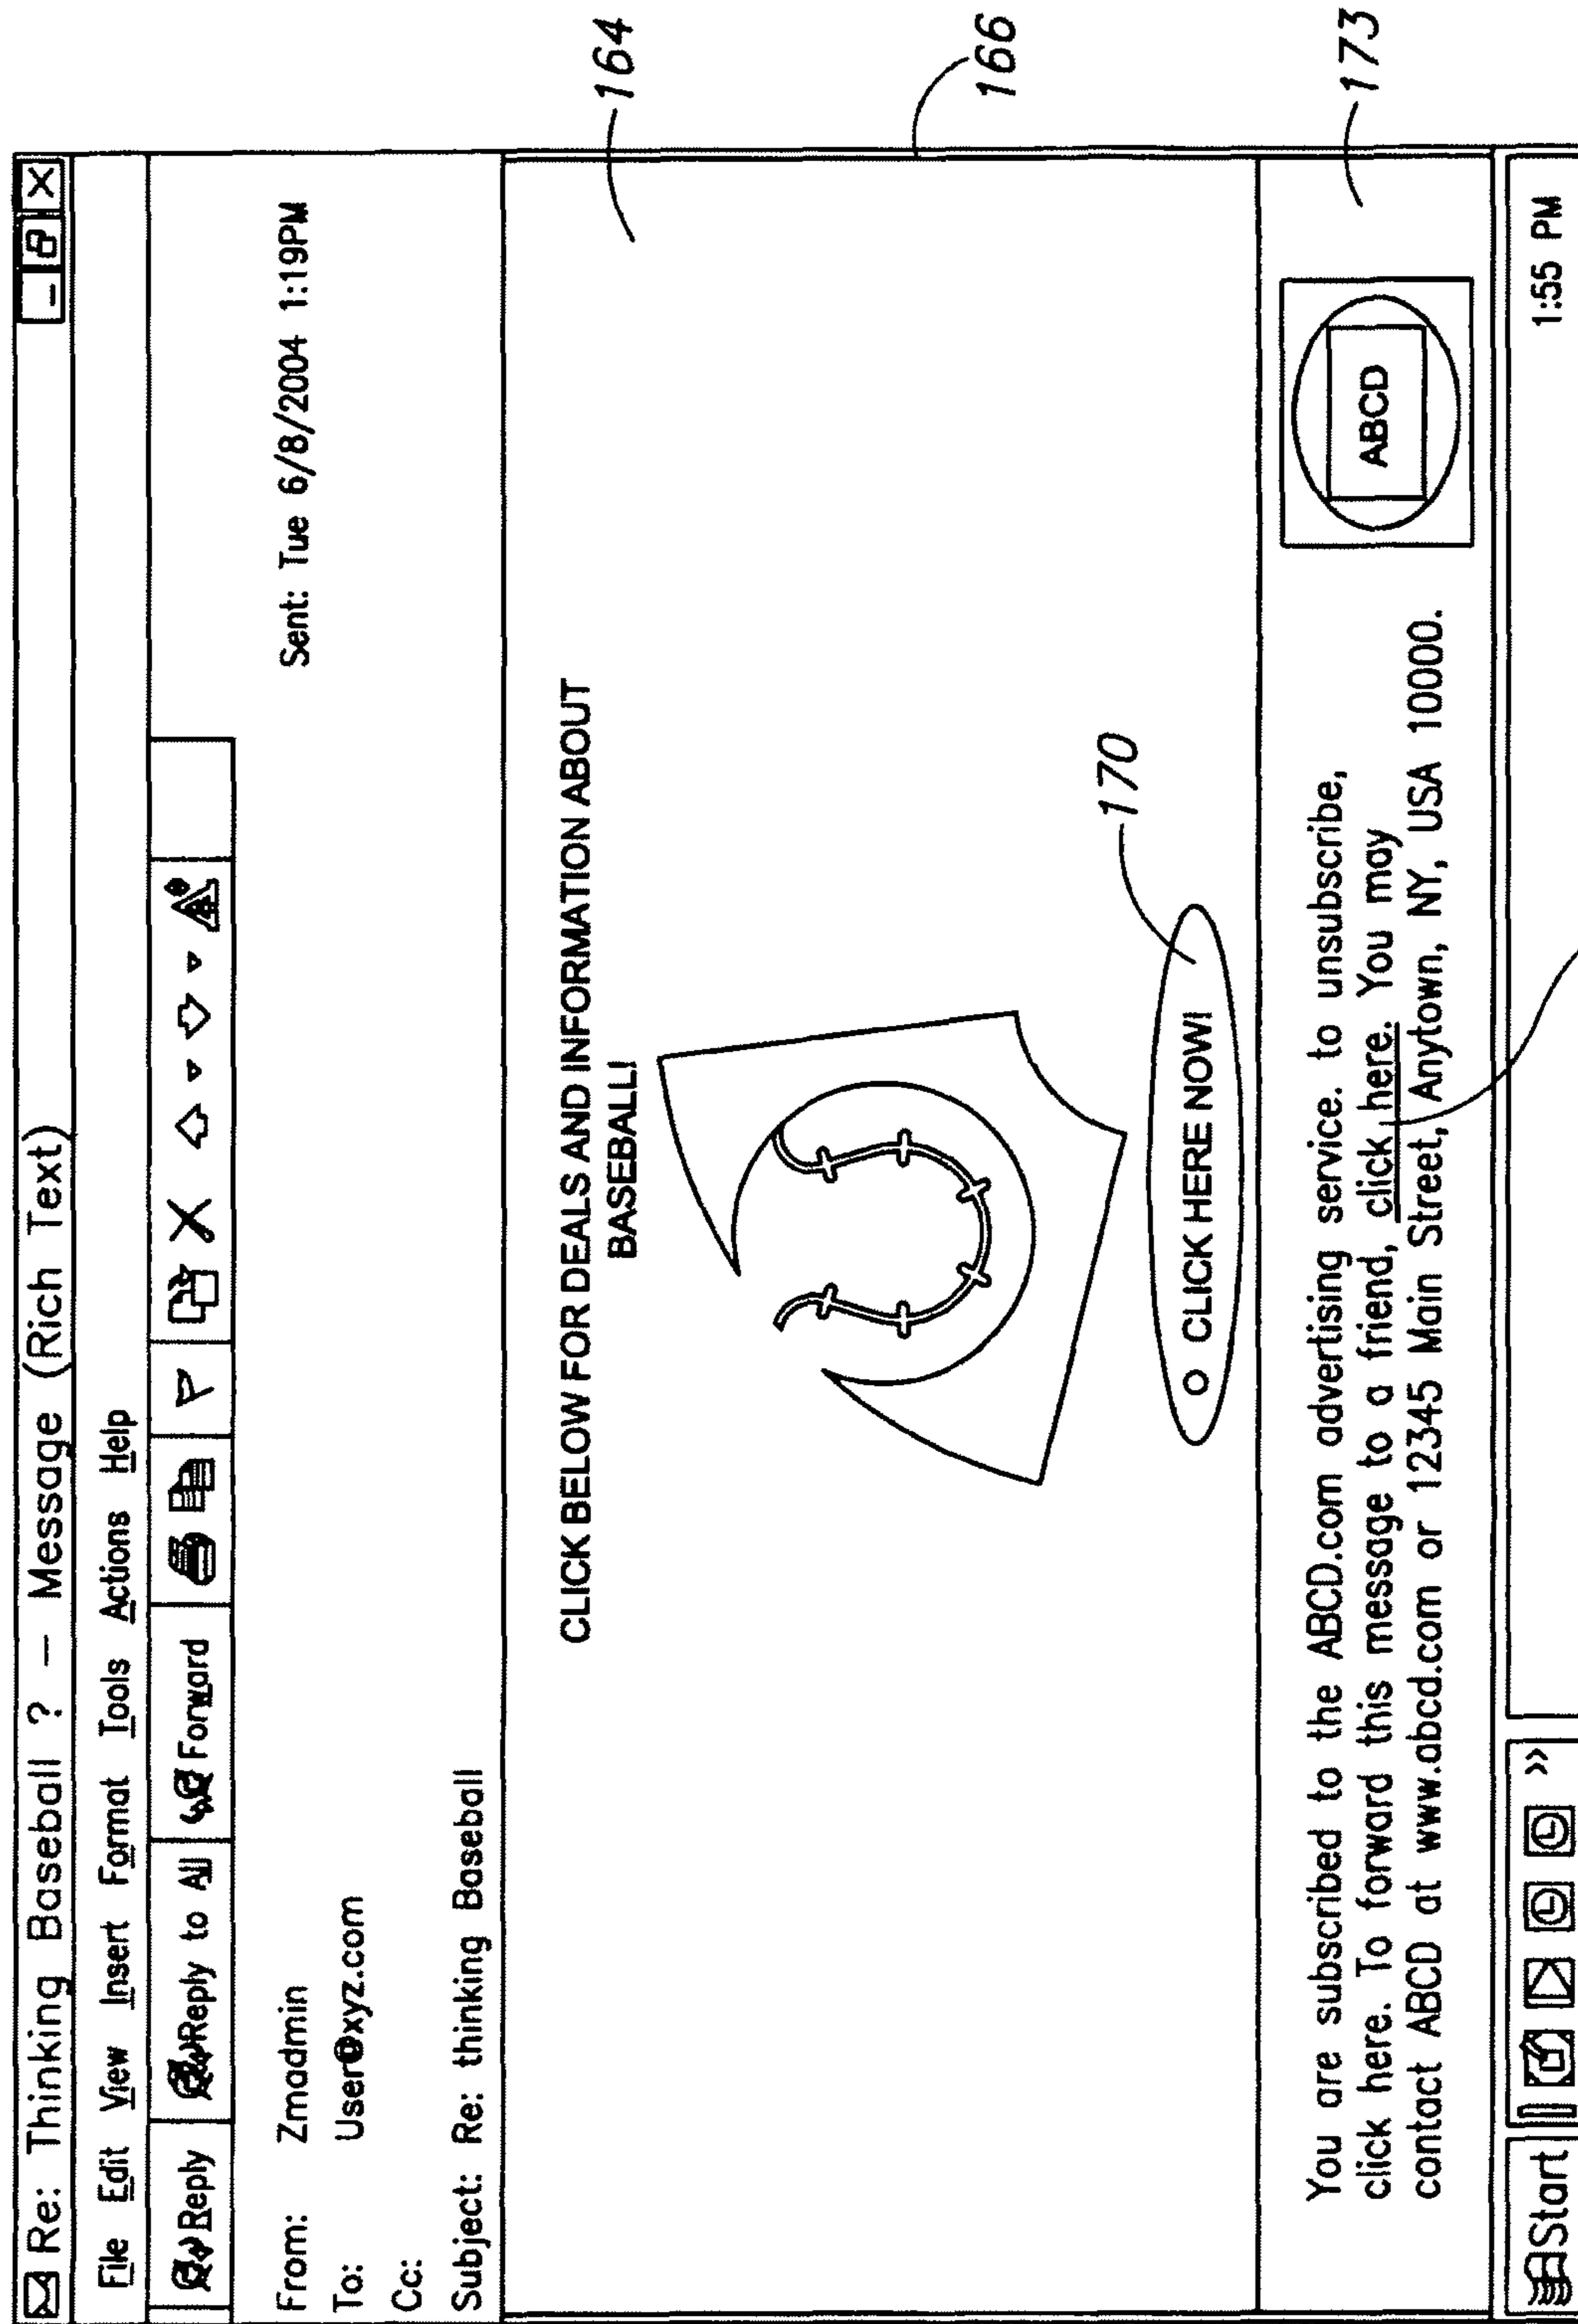 Re: Thinking Baseball ? – Message (Rich Text)
File Edit View Insert Format Tools Actions Help
Reply Reply to All Forward
From: Zmadmin Sent: Tue 6/8/2004 1:19PM
To: User@xyz.com
Cc:
Subject: Re: thinking Baseball
164
CLICK BELOW FOR DEALS AND INFORMATION ABOUT
BASEBALL!
166
170
CLICK HERE NOW!
173
You are subscribed to the ABCD.com advertising service. to unsubscribe,
click here. To forward this message to a friend, click here. You may
contact ABCD at www.abcd.com or 12345 Main Street, Anytown, NY, USA 10000.
ABCD
Start » 1:55 PM